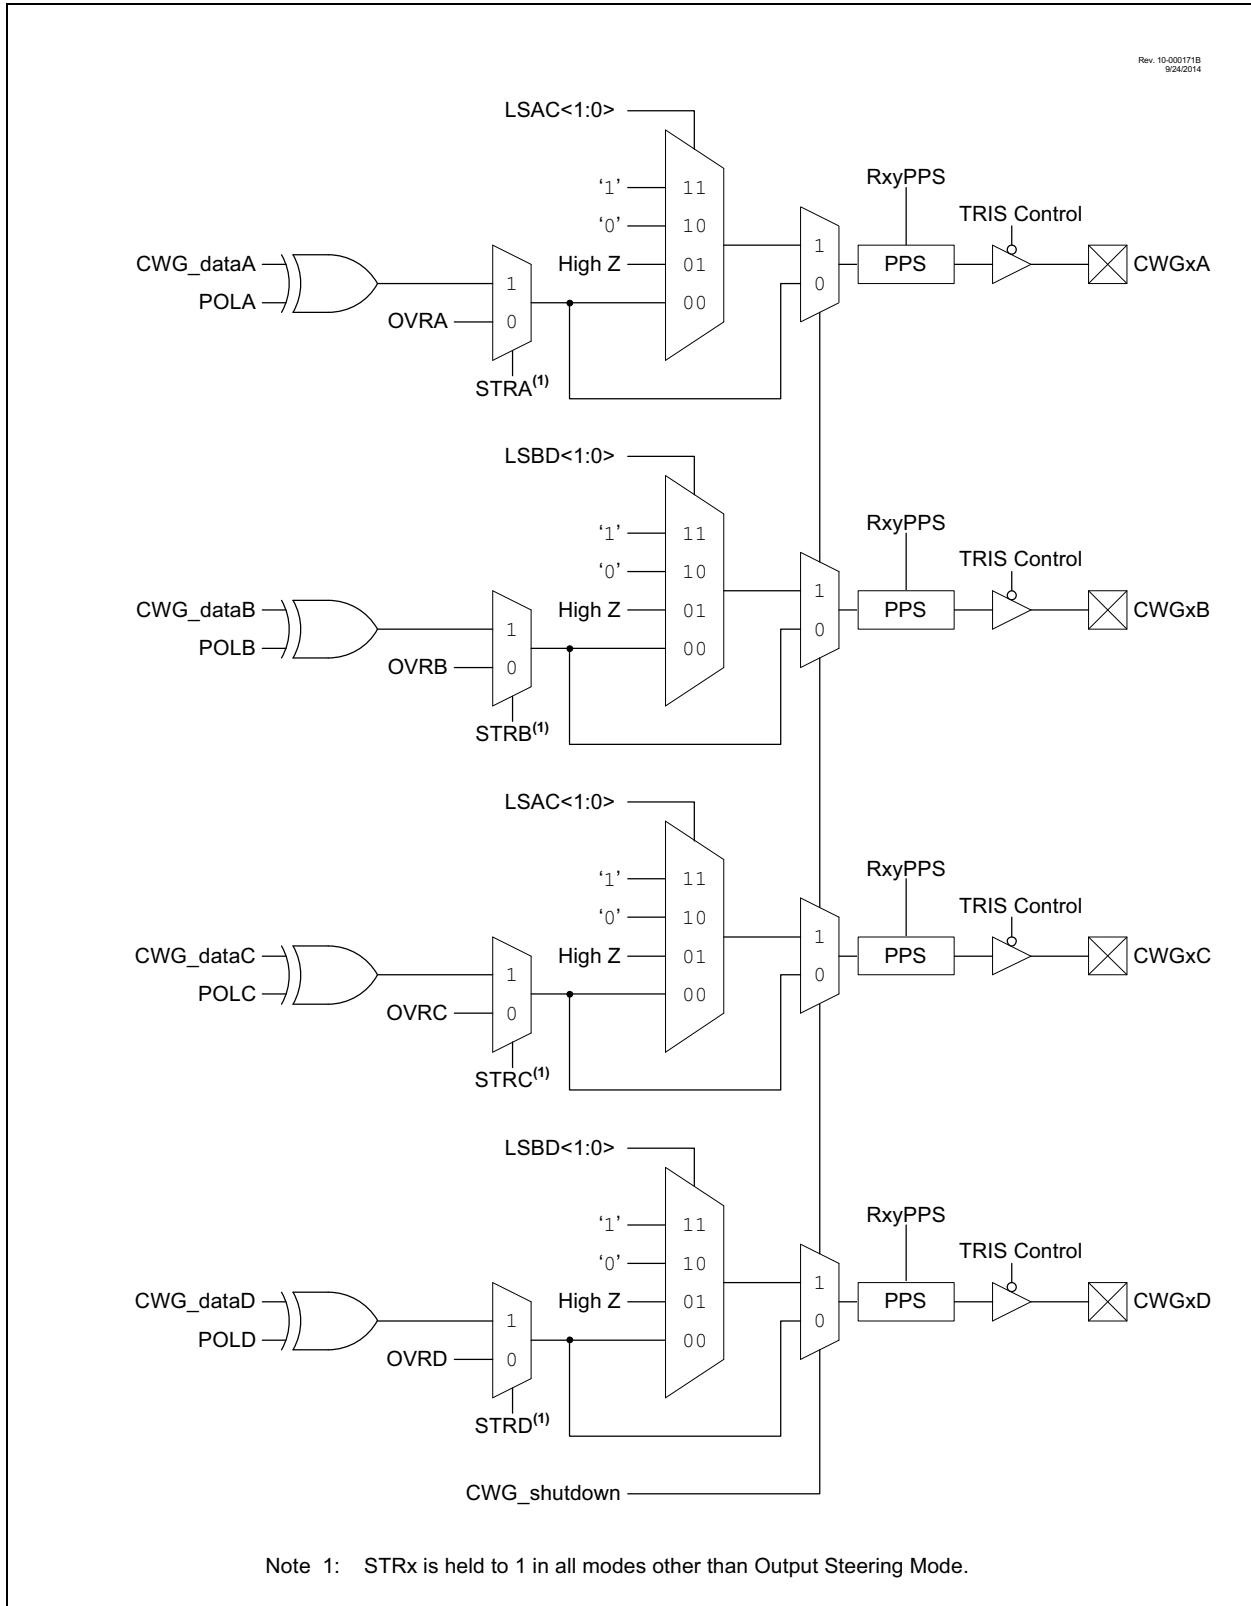 Rev. 10-000171B
9/24/2014
LSAC<1:0>
'1'
11
'0'
10
High Z
01
00
CWG_dataA
POLA
1
OVRA
0
STRA(1)
1
0
RxyPPS
PPS
TRIS Control
CWGxA
LSBD<1:0>
'1'
11
'0'
10
High Z
01
00
CWG_dataB
POLB
1
OVRB
0
STRB(1)
1
0
RxyPPS
PPS
TRIS Control
CWGxB
LSAC<1:0>
'1'
11
'0'
10
High Z
01
00
CWG_dataC
POLC
1
OVRC
0
STRC(1)
1
0
RxyPPS
PPS
TRIS Control
CWGxC
LSBD<1:0>
'1'
11
'0'
10
High Z
01
00
CWG_dataD
POLD
1
OVRD
0
STRD(1)
1
0
RxyPPS
PPS
TRIS Control
CWGxD
CWG_shutdown
Note 1: STRx is held to 1 in all modes other than Output Steering Mode.